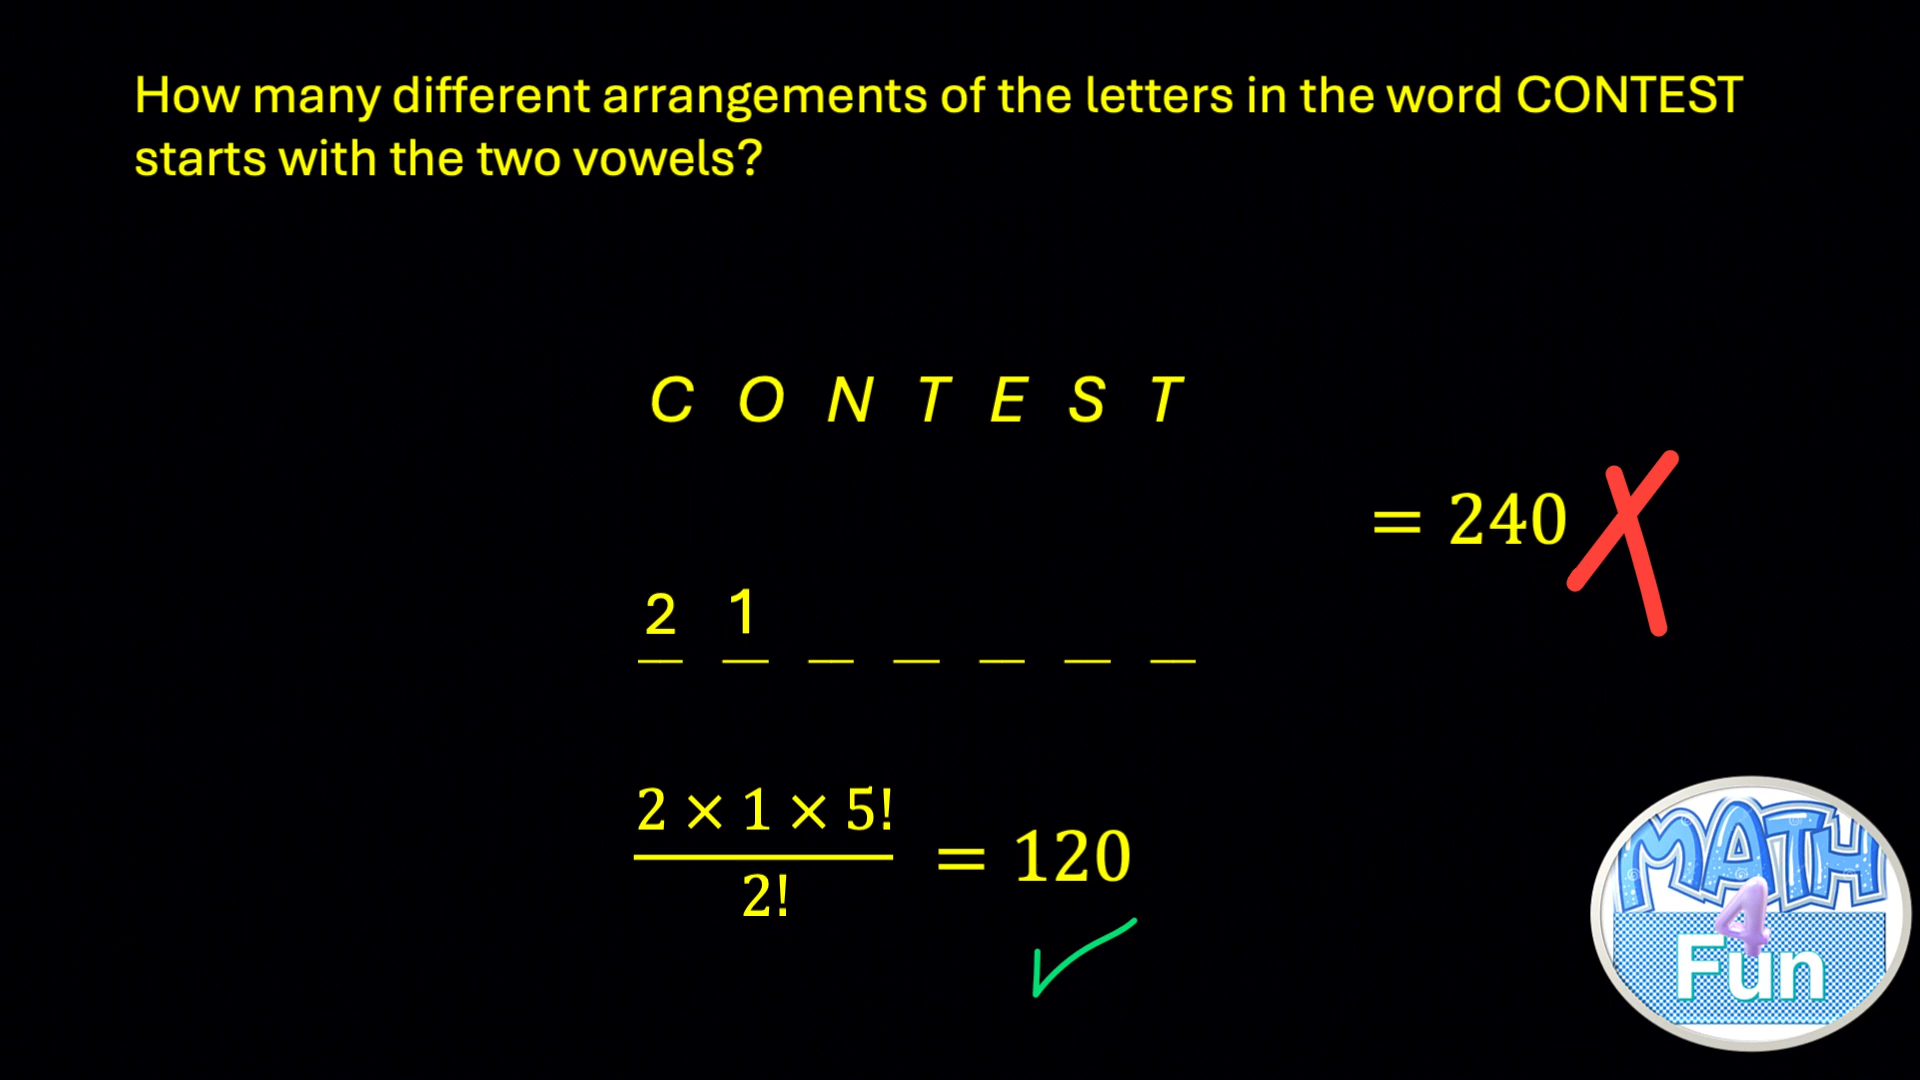 How many different arrangements of the letters in the word CONTEST
starts with the two vowels?
C O N T E S T
= 240
2 1 _ _ _ _ _
2 × 1 × 5!
2!
= 120
MATH
4
Fun